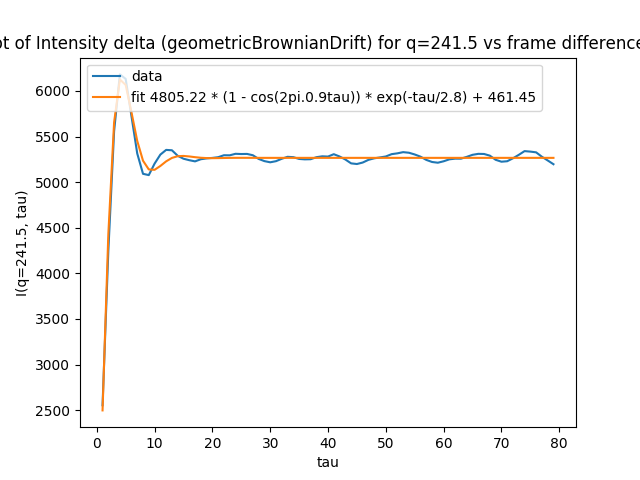 ot of Intensity delta (geometricBrownianDrift) for q=241.5 vs frame difference
data
fit 4805.22 * (1 - cos(2pi.0.9tau)) * exp(-tau/2.8) + 461.45
I(q=241.5, tau)
6000
5500
5000
4500
4000
3500
3000
2500
0 10 20 30 40 50 60 70 80
tau